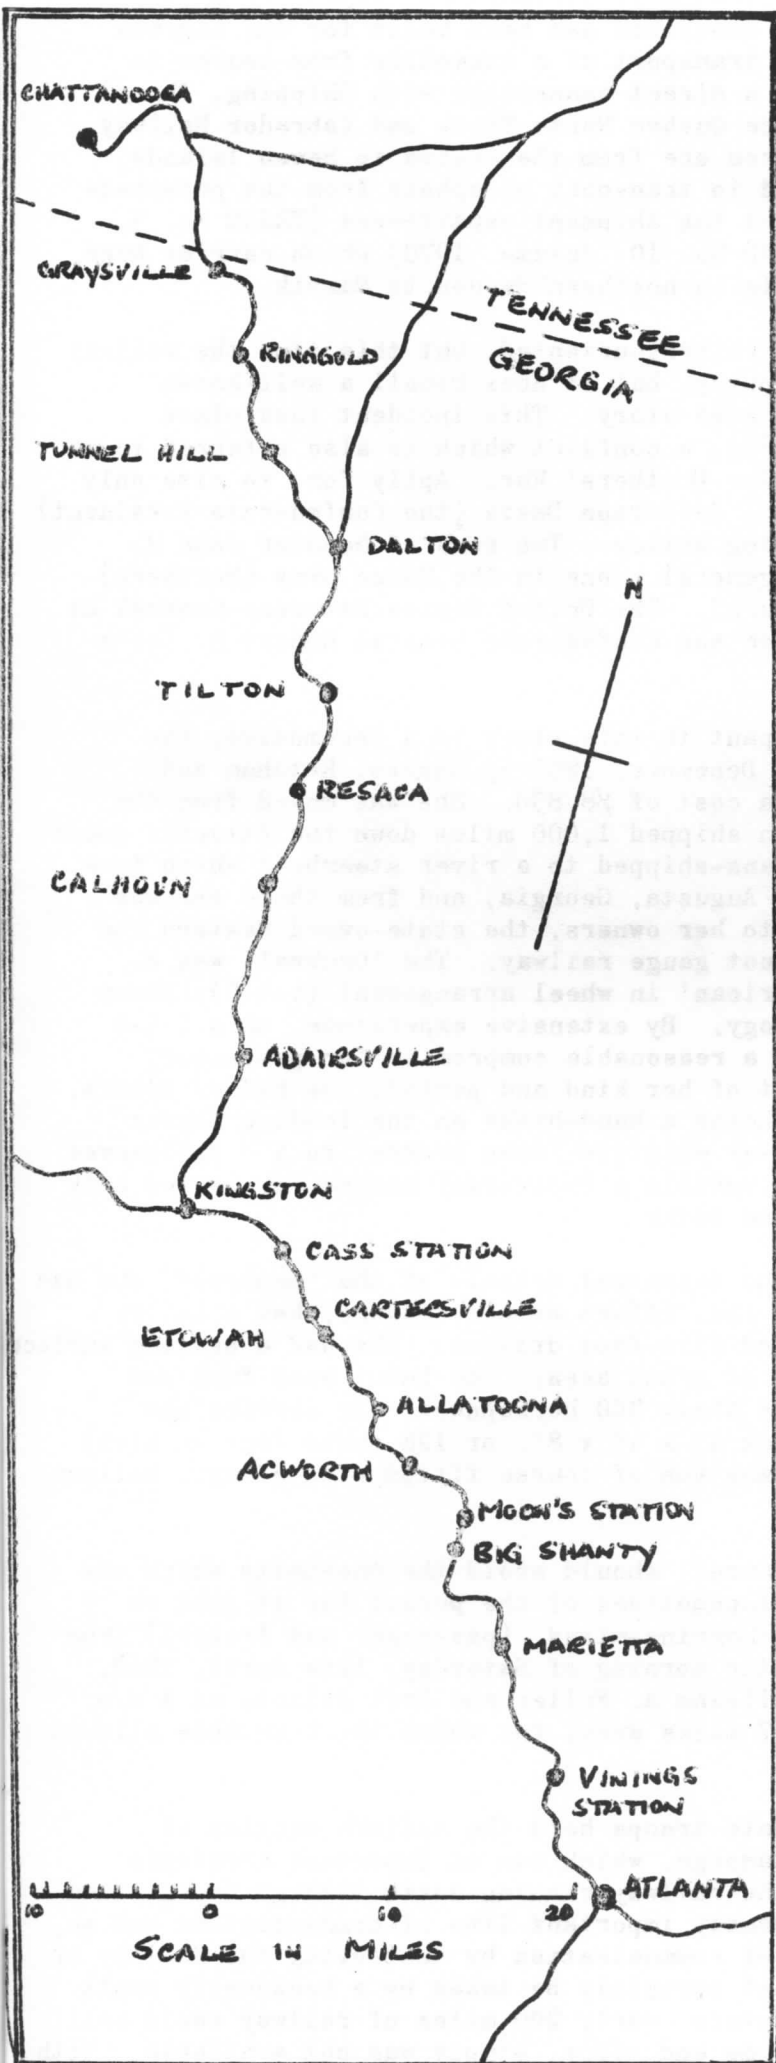 CHATTANOOGA
GRAYSVILLE
TENNESSEE
GEORGIA
RINGGOLD
TUNNEL HILL
DALTON
N
TILTON
RESACA
CALHOUN
ADAIRSVILLE
KINGSTON
CASS STATION
CARTERSVILLE
ETOWAH
ALLATOONA
ACWORTH
MOON'S STATION
BIG SHANTY
MARIETTA
VININGS
STATION
ATLANTA
10 0 10 20
SCALE IN MILES